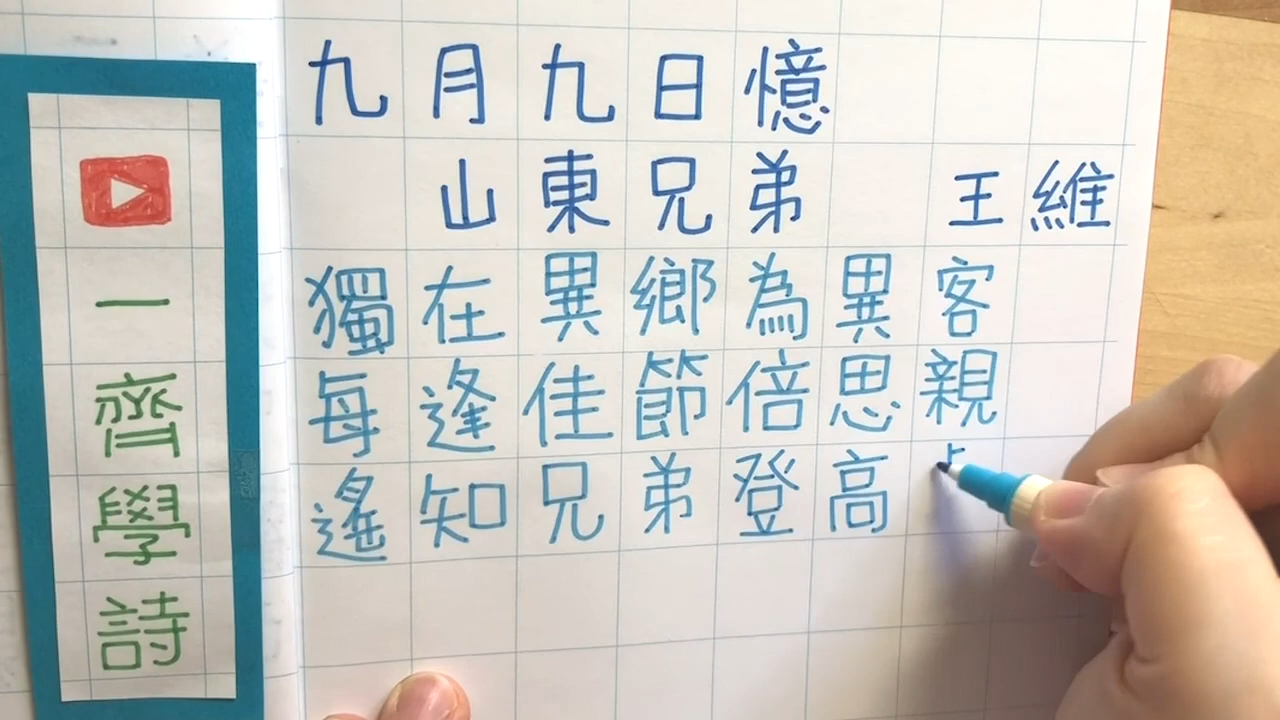 九月九日憶
山東兄弟 王維
獨在異鄉為異客
每逢佳節倍思親
遙知兄弟登高
一齊學詩